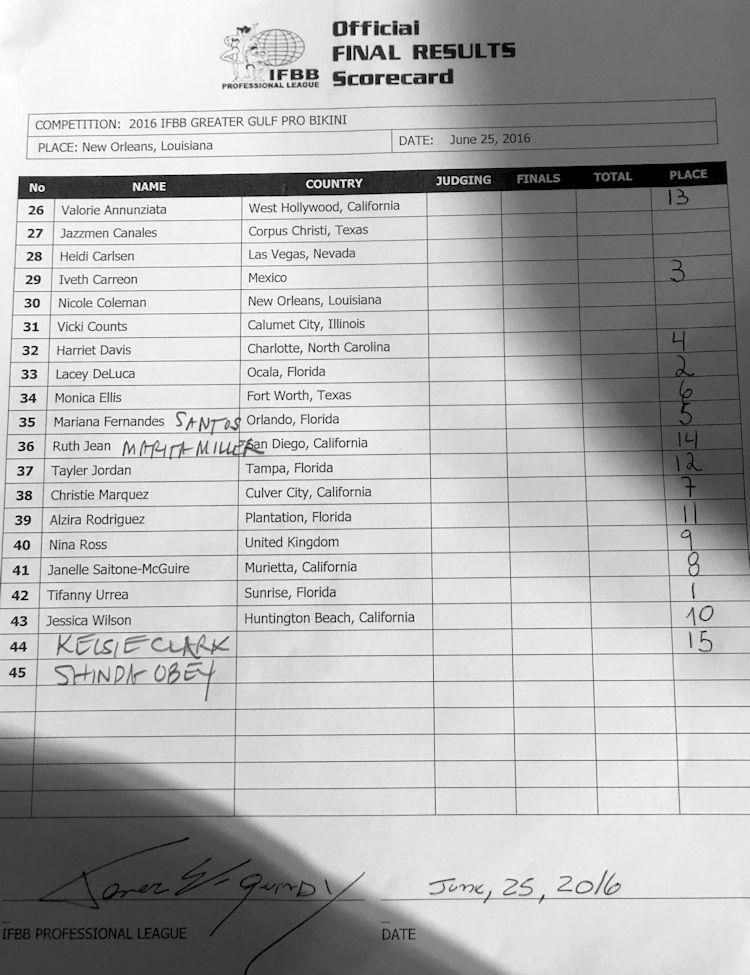 Official
FINAL RESULTS
Scorecard
IFBB
PROFESSIONAL LEAGUE
COMPETITION: 2016 IFBB GREATER GULF PRO BIKINI
PLACE: New Orleans, Louisiana DATE: June 25, 2016
No NAME COUNTRY JUDGING FINALS TOTAL PLACE
26 Valorie Annunziata West Hollywood, California 13
27 Jazzmen Canales Corpus Christi, Texas
28 Heidi Carlsen Las Vegas, Nevada
29 Iveth Carreon Mexico 3
30 Nicole Coleman New Orleans, Louisiana
31 Vicki Counts Calumet City, Illinois
32 Harriet Davis Charlotte, North Carolina 4
33 Lacey DeLuca Ocala, Florida 2
34 Monica Ellis Fort Worth, Texas 6
35 Mariana Fernandes SANTOS Orlando, Florida 5
36 Ruth Jean MARITA MILLER San Diego, California 14
37 Tayler Jordan Tampa, Florida 12
38 Christie Marquez Culver City, California 7
39 Alzira Rodriguez Plantation, Florida 11
40 Nina Ross United Kingdom 9
41 Janelle Saitone-McGuire Murietta, California 8
42 Tifanny Urrea Sunrise, Florida 1
43 Jessica Wilson Huntington Beach, California 10
44 KELSIE CLARK 15
45 SHINDA OBEY
Tamer El-Guindy June, 25, 2016
IFBB PROFESSIONAL LEAGUE DATE